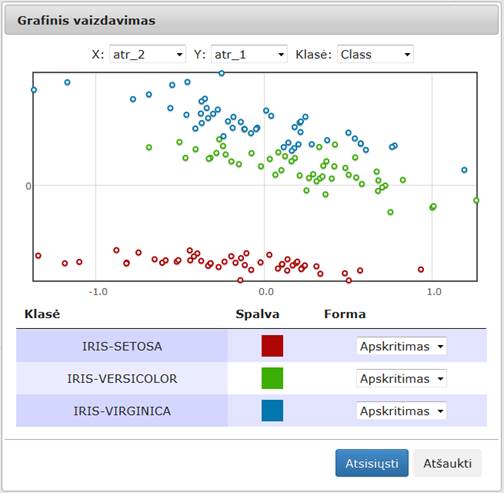 Grafinis vaizdavimas
X: atr_2 Y: atr_1 Klasė: Class
0
-1.0 0.0 1.0
Klasė Spalva Forma
IRIS-SETOSA Apskritimas
IRIS-VERSICOLOR Apskritimas
IRIS-VIRGINICA Apskritimas
Atsisiųsti Atšaukti